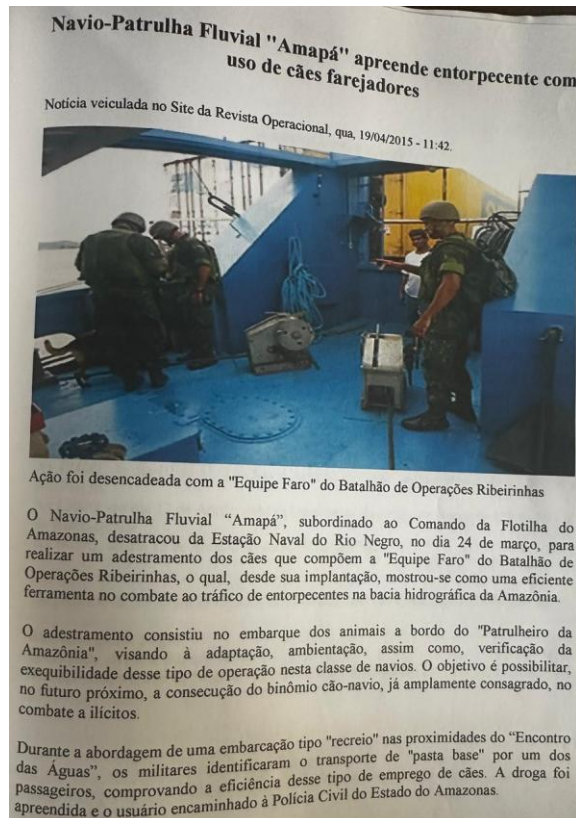 Navio-Patrulha Fluvial "Amapá" apreende entorpecente com
uso de cães farejadores
Notícia veiculada no Site da Revista Operacional, qua, 19/04/2015 - 11:42.
Ação foi desencadeada com a "Equipe Faro" do Batalhão de Operações Ribeirinhas
O Navio-Patrulha Fluvial “Amapá”, subordinado ao Comando da Flotilha do
Amazonas, desatracou da Estação Naval do Rio Negro, no dia 24 de março, para
realizar um adestramento dos cães que compõem a "Equipe Faro" do Batalhão de
Operações Ribeirinhas, o qual, desde sua implantação, mostrou-se como uma eficiente
ferramenta no combate ao tráfico de entorpecentes na bacia hidrográfica da Amazônia.
O adestramento consistiu no embarque dos animais a bordo do "Patrulheiro da
Amazônia", visando à adaptação, ambientação, assim como, verificação da
exequibilidade desse tipo de operação nesta classe de navios. O objetivo é possibilitar,
no futuro próximo, a consecução do binômio cão-navio, já amplamente consagrado, no
combate a ilícitos.
Durante a abordagem de uma embarcação tipo "recreio" nas proximidades do “Encontro
das Águas”, os militares identificaram o transporte de "pasta base" por um dos
passageiros, comprovando a eficiência desse tipo de emprego de cães. A droga foi
apreendida e o usuário encaminhado à Polícia Civil do Estado do Amazonas.